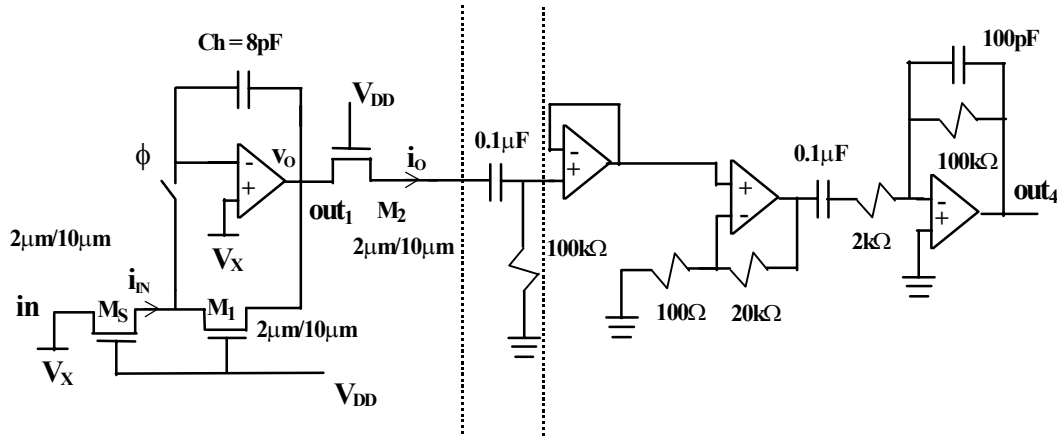 Ch = 8pF
100pF
V_DD
0.1μF
ϕ
-
+
v_O
i_O
-
+
100kΩ
0.1μF
out_1
M_2
+
-
-
+
out_4
2μm/10μm
V_X
2μm/10μm
100kΩ
2kΩ
i_IN
in
M_S
M_1
2μm/10μm
100Ω
20kΩ
V_X
V_DD